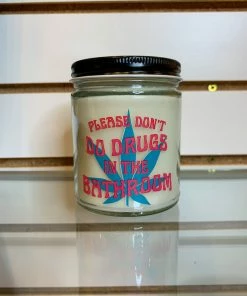 PLEASE DON'T
DO DRUGS
IN THE
BATHROOM